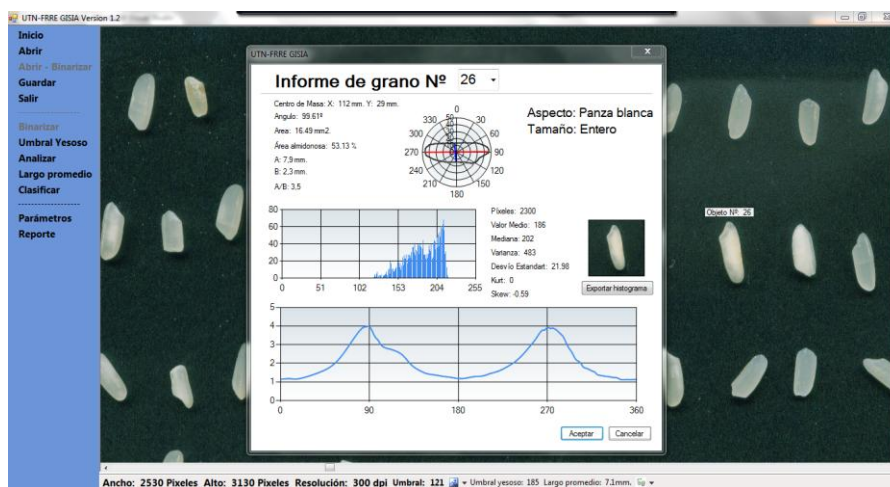 UTN-FRRE GISIA Version 1.2
Inicio
Abrir
Abrir - Binarizar
Guardar
Salir
Binarizar
Umbral Yesoso
Analizar
Largo promedio
Clasificar
--------------------
Parámetros
Reporte
UTN-FRRE GISIA
Informe de grano Nº 26
Centro de Masa: X: 112 mm. Y: 29 mm.
Angulo: 99.61º
Area: 16.49 mm2.
Área almidonosa: 53.13 %
A: 7,9 mm.
B: 2,3 mm.
A/B: 3,5
0
330 30
300 60
270 90
240 120
210 150
180
Aspecto: Panza blanca
Tamaño: Entero
80
60
40
20
0
0 51 102 153 204 255
Píxeles: 2300
Valor Medio: 186
Mediana: 202
Varianza: 483
Desvío Estandart: 21.98
Kurt: 0
Skew: -0.59
Exportar histograma
5
4
3
2
1
0
0 90 180 270 360
Aceptar Cancelar
Objeto Nº: 26
Ancho: 2530 Pixeles Alto: 3130 Pixeles Resolución: 300 dpi Umbral: 121 Umbral yesoso: 185 Largo promedio: 7.1mm.